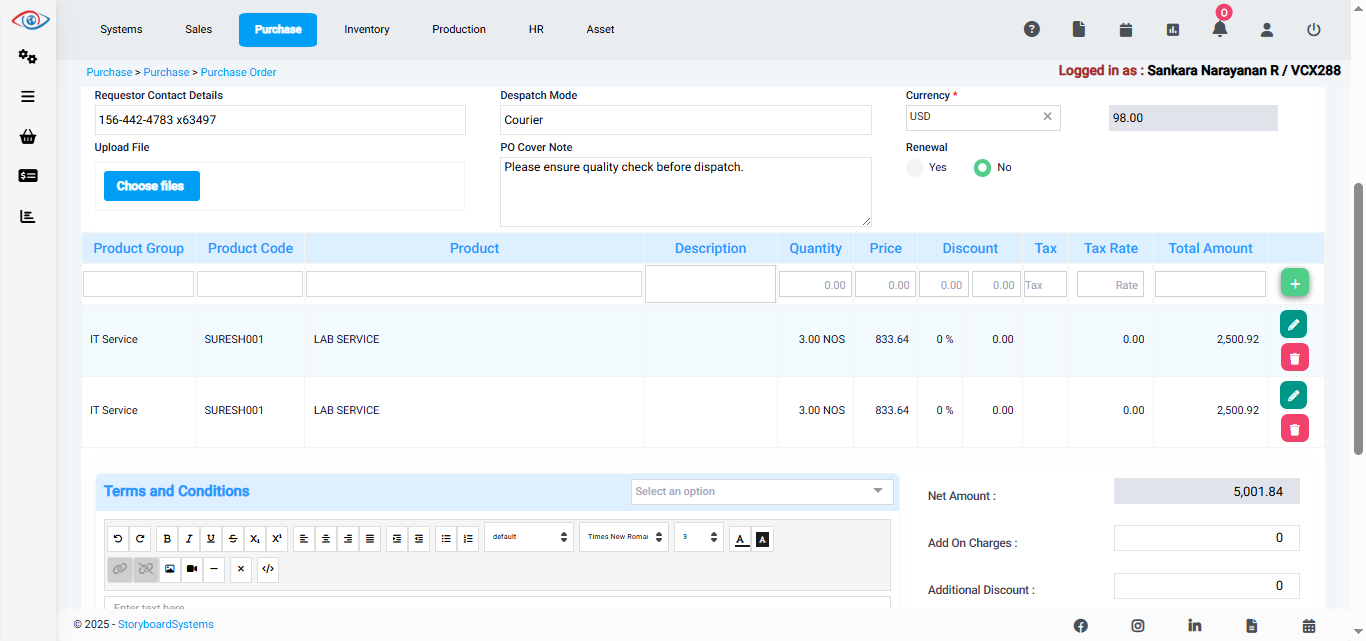 0
Systems Sales Purchase Inventory Production HR Asset
Purchase > Purchase > Purchase Order
Logged in as : Sankara Narayanan R / VCX288
Requestor Contact Details Despatch Mode Currency *
156-442-4783 x63497 Courier USD × 98.00
Upload File PO Cover Note Renewal
Choose files Please ensure quality check before dispatch. Yes No
Product Group Product Code Product Description Quantity Price Discount Tax Tax Rate Total Amount
0.00 0.00 0.00 0.00 Tax Rate +
IT Service SURESH001 LAB SERVICE 3.00 NOS 833.64 0 % 0.00 0.00 2,500.92
IT Service SURESH001 LAB SERVICE 3.00 NOS 833.64 0 % 0.00 0.00 2,500.92
Terms and Conditions Select an option
Net Amount : 5,001.84
B I U S X₁ X¹ default Times New Roma 3 A A
Add On Charges : 0
Additional Discount : 0
Enter text here
© 2025 - StoryboardSystems